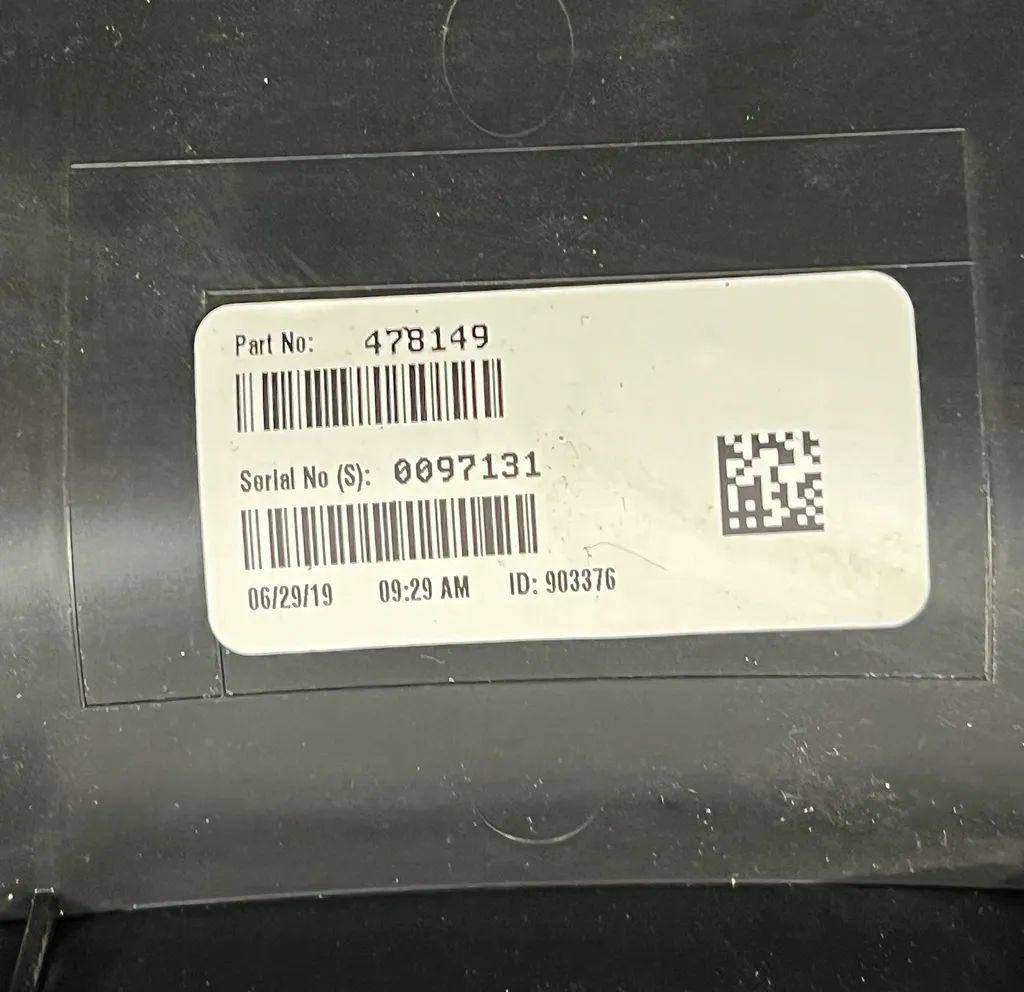 Part No: 478149
Serial No (S): 0097131
06/29/19 09:29 AM ID: 903376